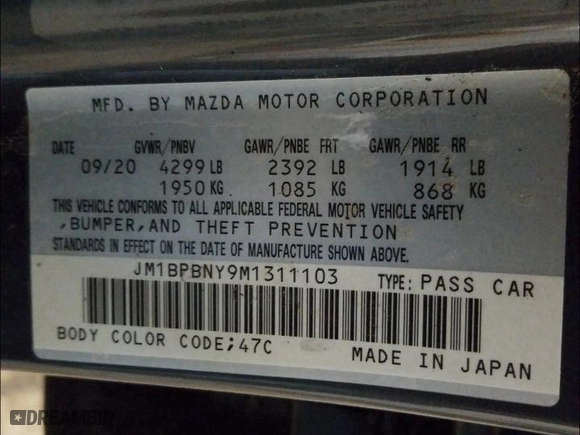 MFD. BY MAZDA MOTOR CORPORATION
DATE GVWR/PNBV GAWR/PNBE FRT GAWR/PNBE RR
09/20 4299 LB 2392 LB 1914 LB
1950 KG 1085 KG 868 KG
THIS VEHICLE CONFORMS TO ALL APPLICABLE FEDERAL MOTOR VEHICLE SAFETY
,BUMPER,AND THEFT PREVENTION
STANDARDS IN EFFECT ON THE DATE OF MANUFACTURE SHOWN ABOVE.
JM1BPBNY9M1311103 TYPE: PASS CAR
BODY COLOR CODE;47C
MADE IN JAPAN
DREAMBID